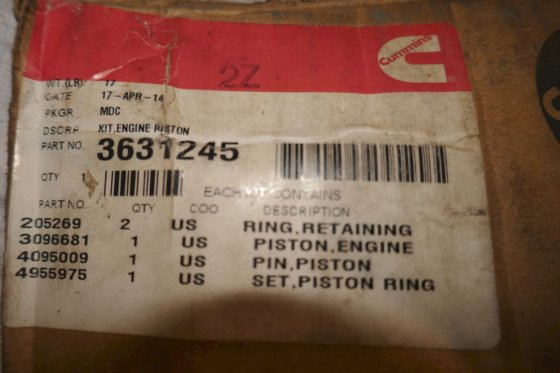 Cummins
®
2Z
WT (LB) 17
DATE 17-APR-14
PKGR MDC
DSCRP KIT,ENGINE PISTON
PART NO. 3631245
QTY 1
EACH KIT CONTAINS
PART NO. QTY COO DESCRIPTION
205269 2 US RING,RETAINING
3096681 1 US PISTON,ENGINE
4095009 1 US PIN,PISTON
4955975 1 US SET,PISTON RING